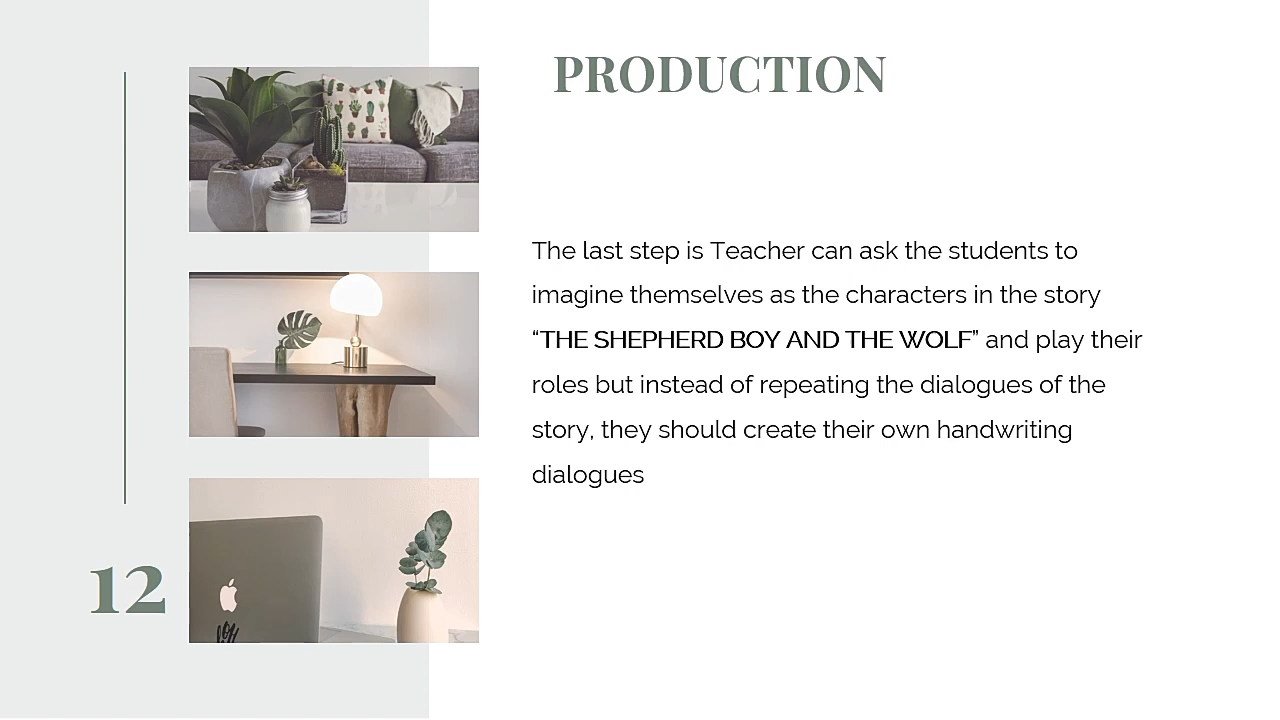 PRODUCTION
The last step is Teacher can ask the students to
imagine themselves as the characters in the story
“THE SHEPHERD BOY AND THE WOLF” and play their
roles but instead of repeating the dialogues of the
story, they should create their own handwriting
dialogues
12